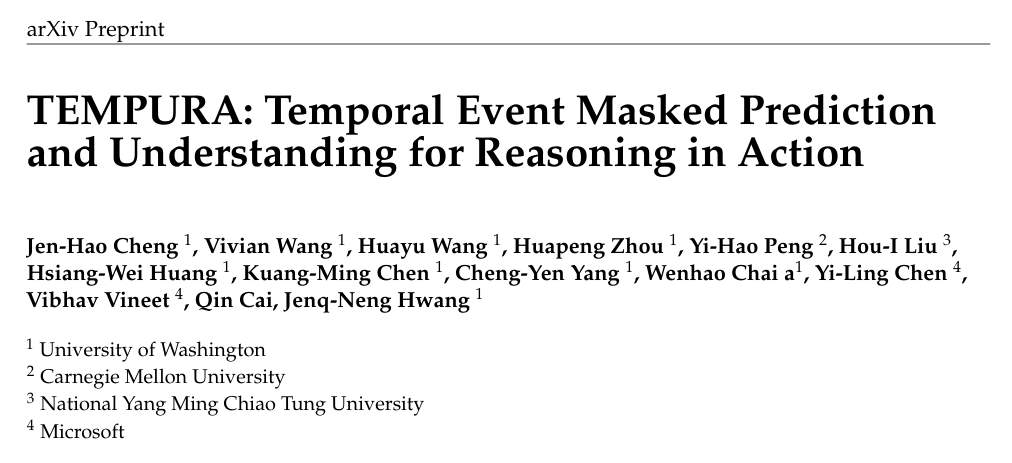 arXiv Preprint
TEMPURA: Temporal Event Masked Prediction
and Understanding for Reasoning in Action
Jen-Hao Cheng ¹, Vivian Wang ¹, Huayu Wang ¹, Huapeng Zhou ¹, Yi-Hao Peng ², Hou-I Liu ³,
Hsiang-Wei Huang ¹, Kuang-Ming Chen ¹, Cheng-Yen Yang ¹, Wenhao Chai a¹, Yi-Ling Chen ⁴,
Vibhav Vineet ⁴, Qin Cai, Jenq-Neng Hwang ¹
¹ University of Washington
² Carnegie Mellon University
³ National Yang Ming Chiao Tung University
⁴ Microsoft